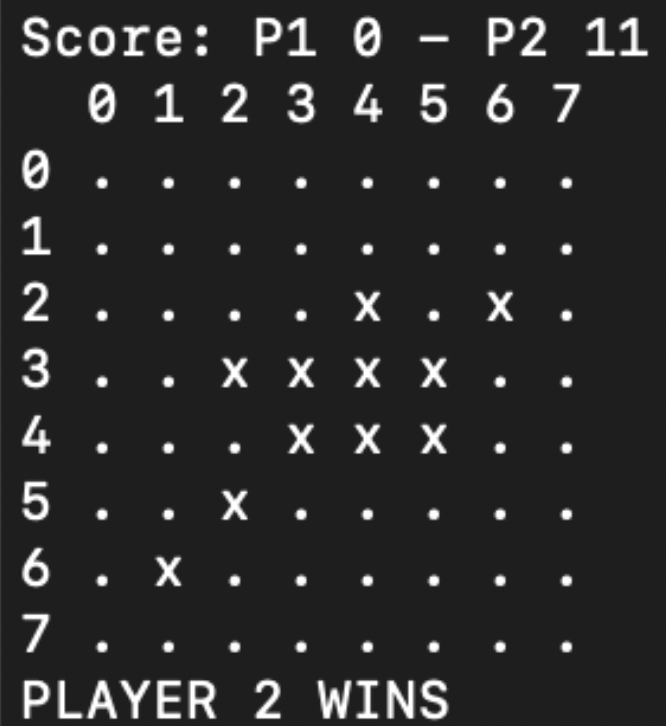 Score: P1 0 – P2 11
  0 1 2 3 4 5 6 7
0 . . . . . . . .
1 . . . . . . . .
2 . . . . x . x .
3 . . x x x x . .
4 . . . x x x . .
5 . . x . . . . .
6 . x . . . . . .
7 . . . . . . . .
PLAYER 2 WINS